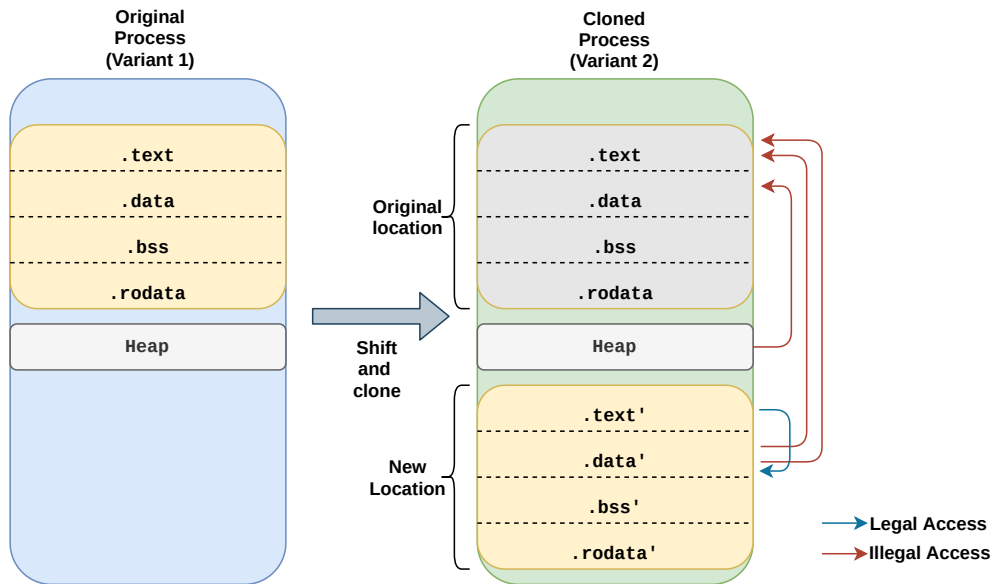 Original
Process
(Variant 1)
.text
.data
.bss
.rodata
Heap
Shift
and
clone
Cloned
Process
(Variant 2)
Original
location
.text
.data
.bss
.rodata
Heap
New
Location
.text'
.data'
.bss'
.rodata'
Legal Access
Illegal Access